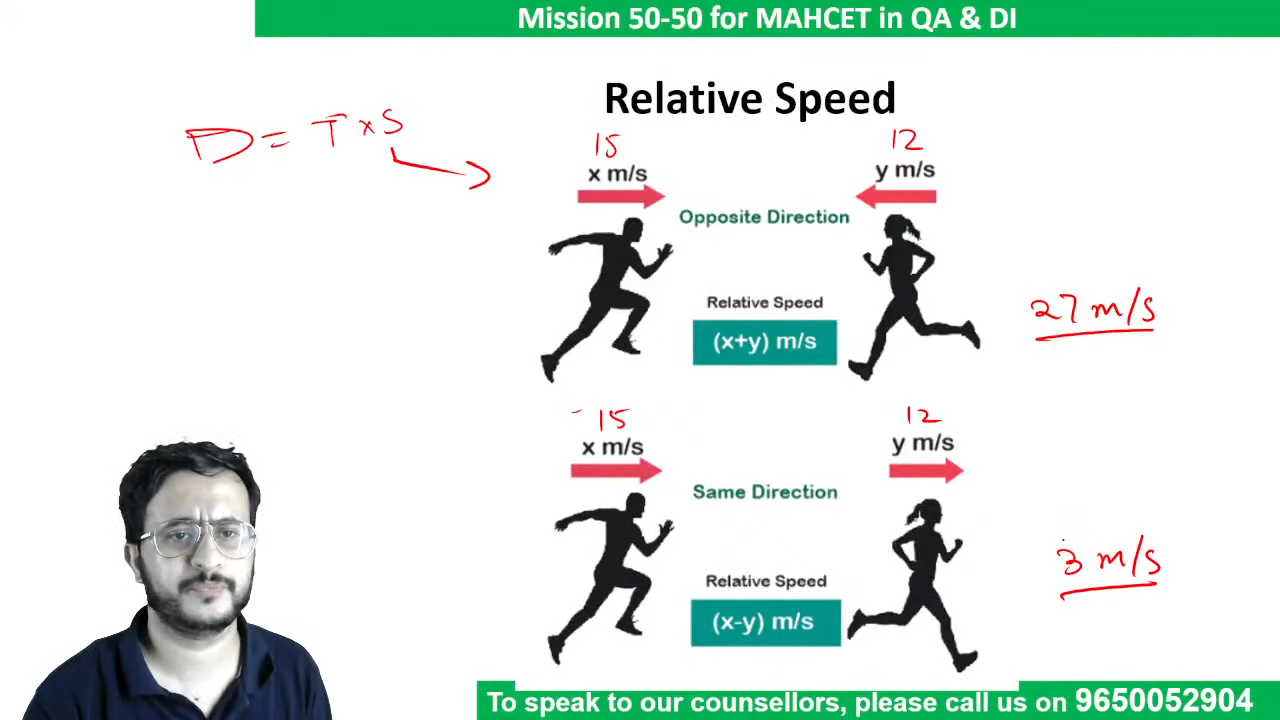 Mission 50-50 for MAHCET in QA & DI
Relative Speed
D = T × S
15
12
x m/s
y m/s
Opposite Direction
Relative Speed
(x+y) m/s
27 m/s
15
12
x m/s
y m/s
Same Direction
Relative Speed
(x-y) m/s
3 m/s
To speak to our counsellors, please call us on 9650052904